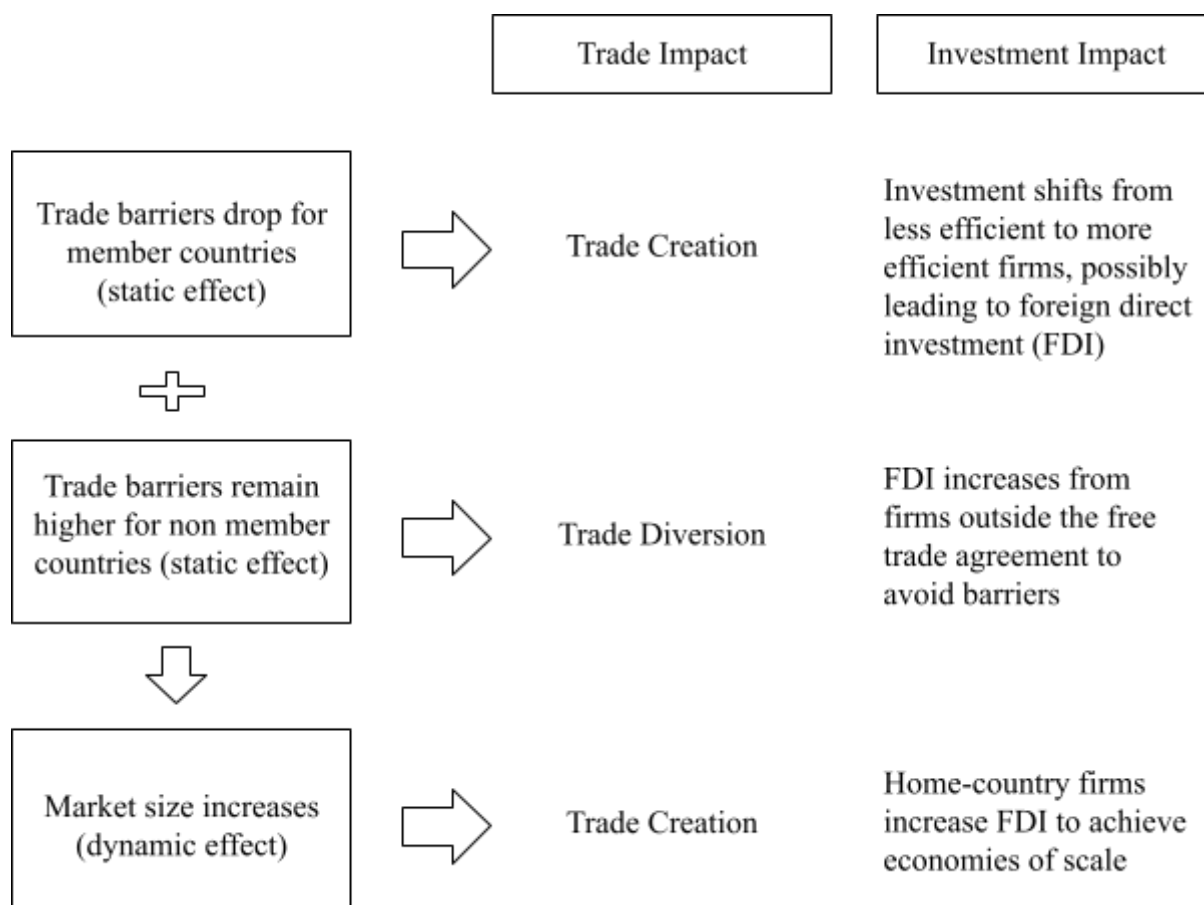 Trade Impact
Investment Impact
Trade barriers drop for
member countries
(static effect)
Trade Creation
Investment shifts from
less efficient to more
efficient firms, possibly
leading to foreign direct
investment (FDI)
Trade barriers remain
higher for non member
countries (static effect)
Trade Diversion
FDI increases from
firms outside the free
trade agreement to
avoid barriers
Market size increases
(dynamic effect)
Trade Creation
Home-country firms
increase FDI to achieve
economies of scale